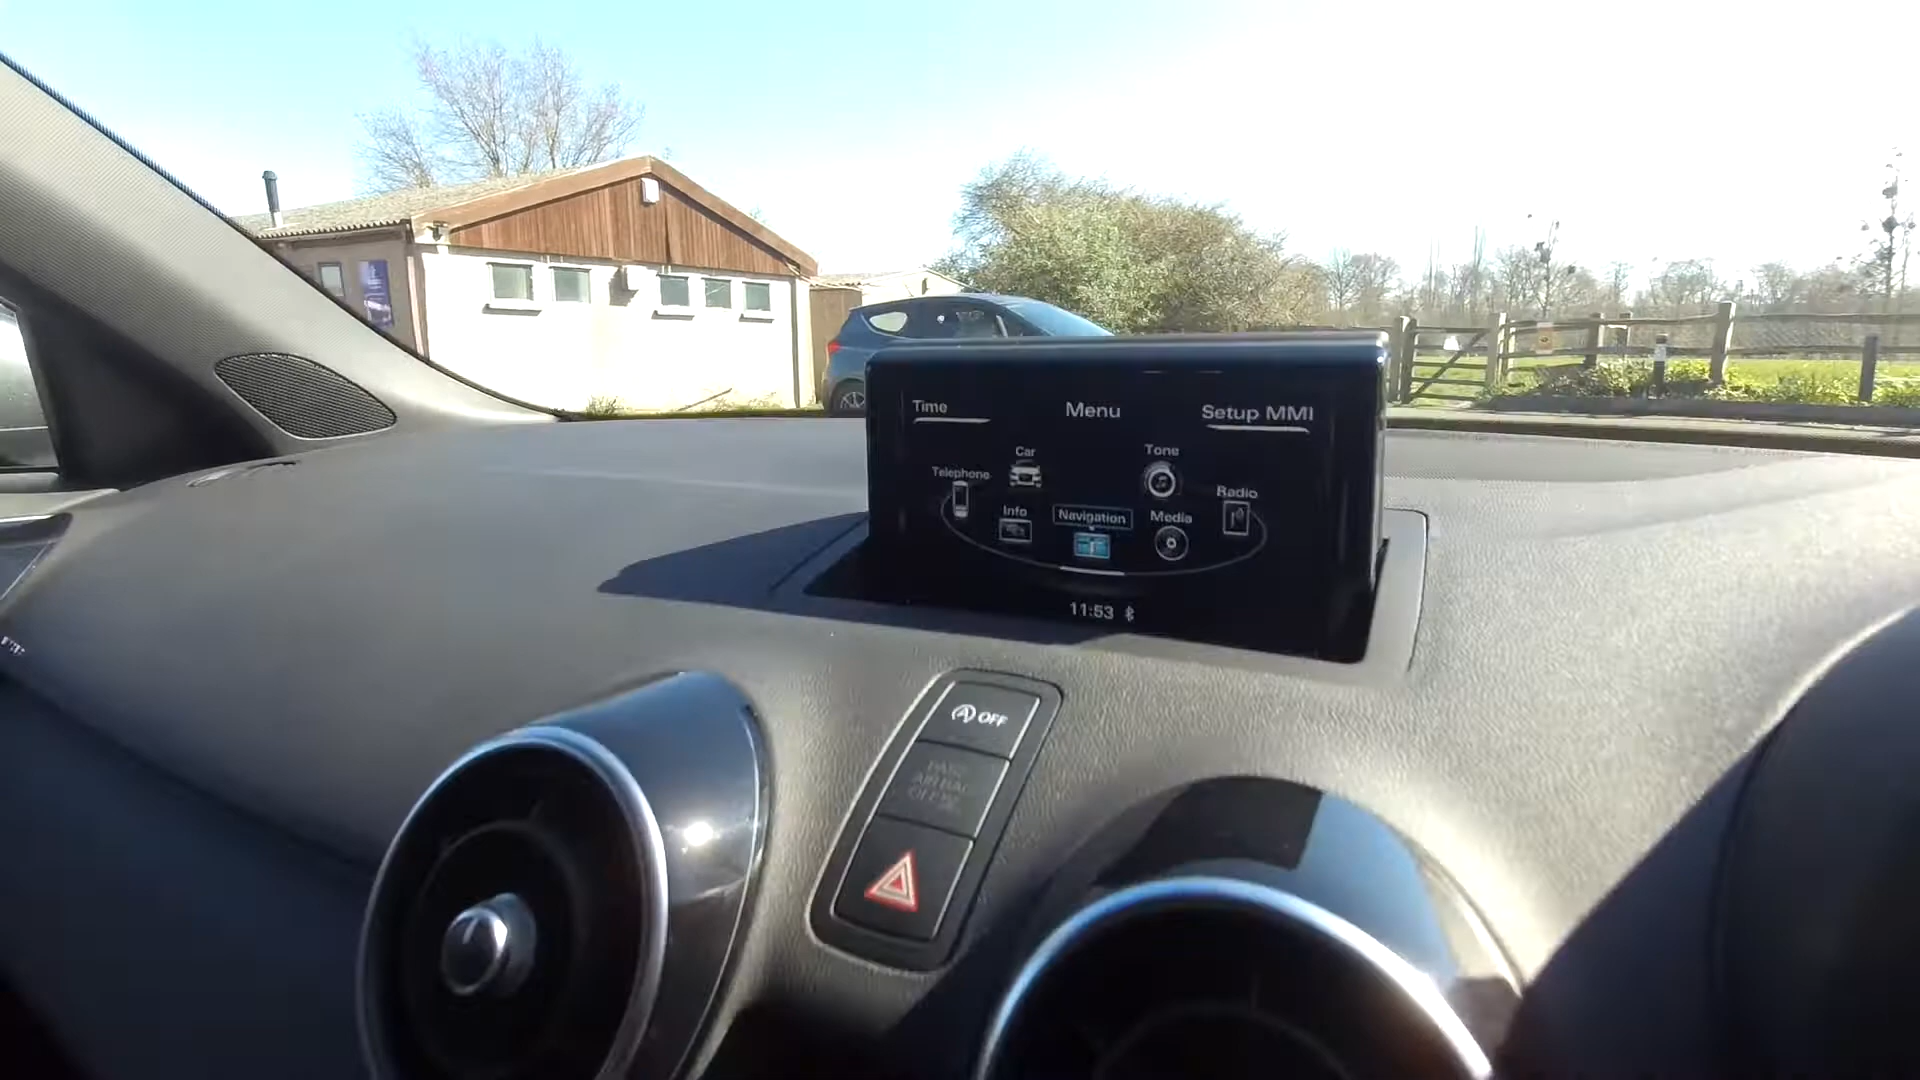 Time Menu Setup MMI
Car Tone
Telephone Radio
Info Navigation Media
11:53
OFF